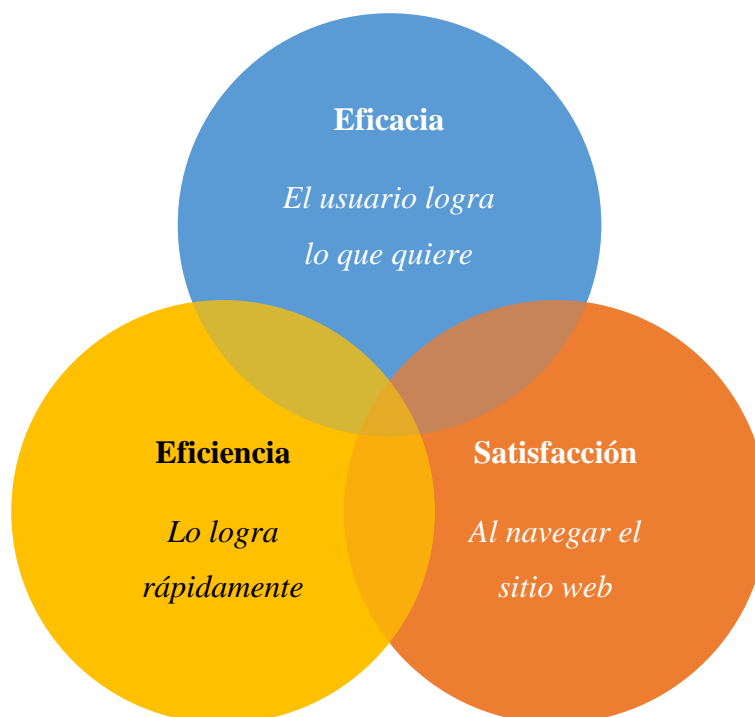 Eficacia
El usuario logra
lo que quiere
Eficiencia
Lo logra
rápidamente
Satisfacción
Al navegar el
sitio web